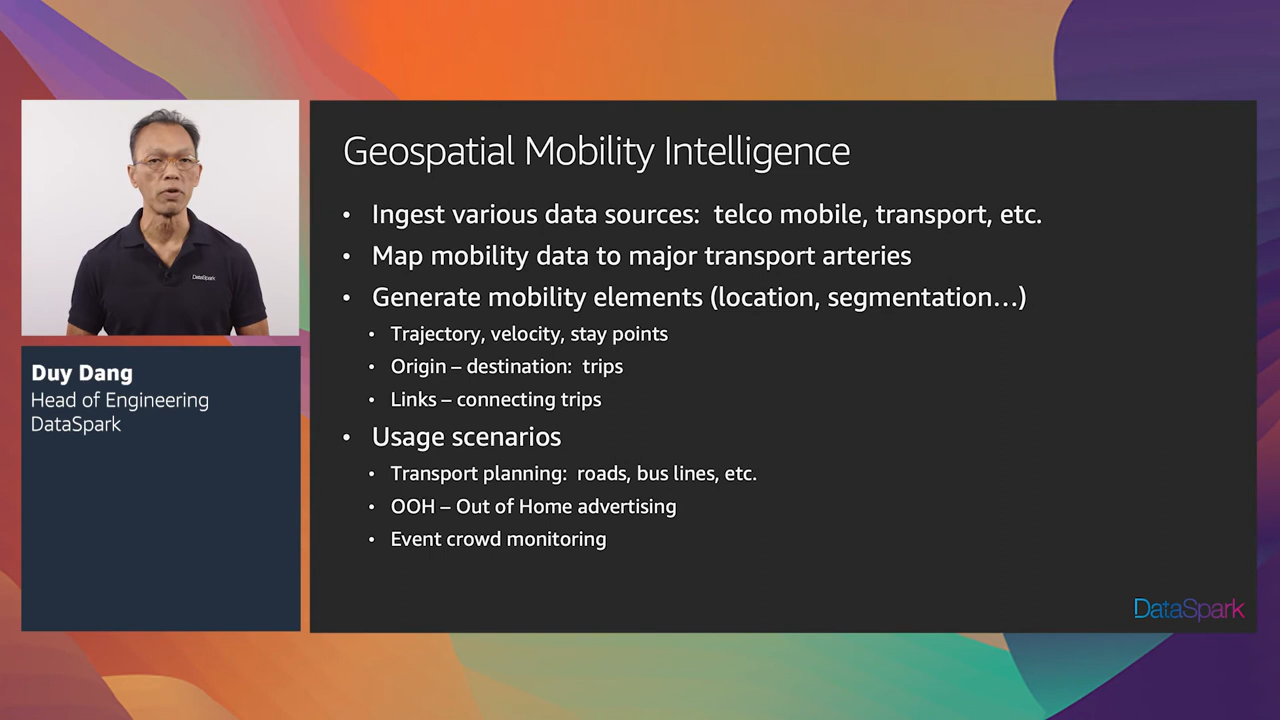 Geospatial Mobility Intelligence
• Ingest various data sources:  telco mobile, transport, etc.
• Map mobility data to major transport arteries
• Generate mobility elements (location, segmentation...)
• Trajectory, velocity, stay points
• Origin – destination:  trips
• Links – connecting trips
• Usage scenarios
• Transport planning:  roads, bus lines, etc.
• OOH – Out of Home advertising
• Event crowd monitoring
DataSpark
DataSpark
Duy Dang
Head of Engineering
DataSpark